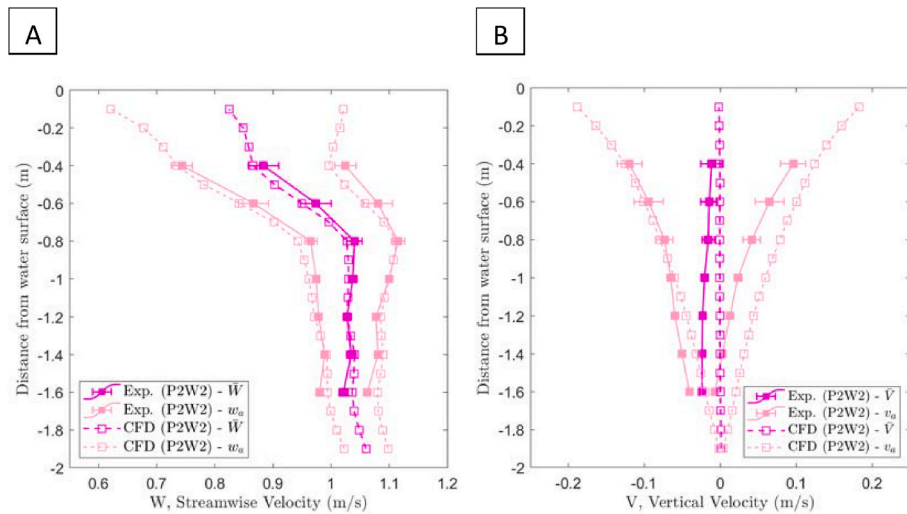 A
B
0
-0.2
-0.4
-0.6
-0.8
-1
-1.2
-1.4
-1.6
-1.8
-2
Distance from water surface (m)
Exp. (P2W2) - W̄
Exp. (P2W2) - wₐ
CFD (P2W2) - W̄
CFD (P2W2) - wₐ
0.6 0.7 0.8 0.9 1 1.1 1.2
W, Streamwise Velocity (m/s)
0
-0.2
-0.4
-0.6
-0.8
-1
-1.2
-1.4
-1.6
-1.8
-2
Distance from water surface (m)
Exp. (P2W2) - V̄
Exp. (P2W2) - vₐ
CFD (P2W2) - V̄
CFD (P2W2) - vₐ
-0.2 -0.1 0 0.1 0.2
V, Vertical Velocity (m/s)